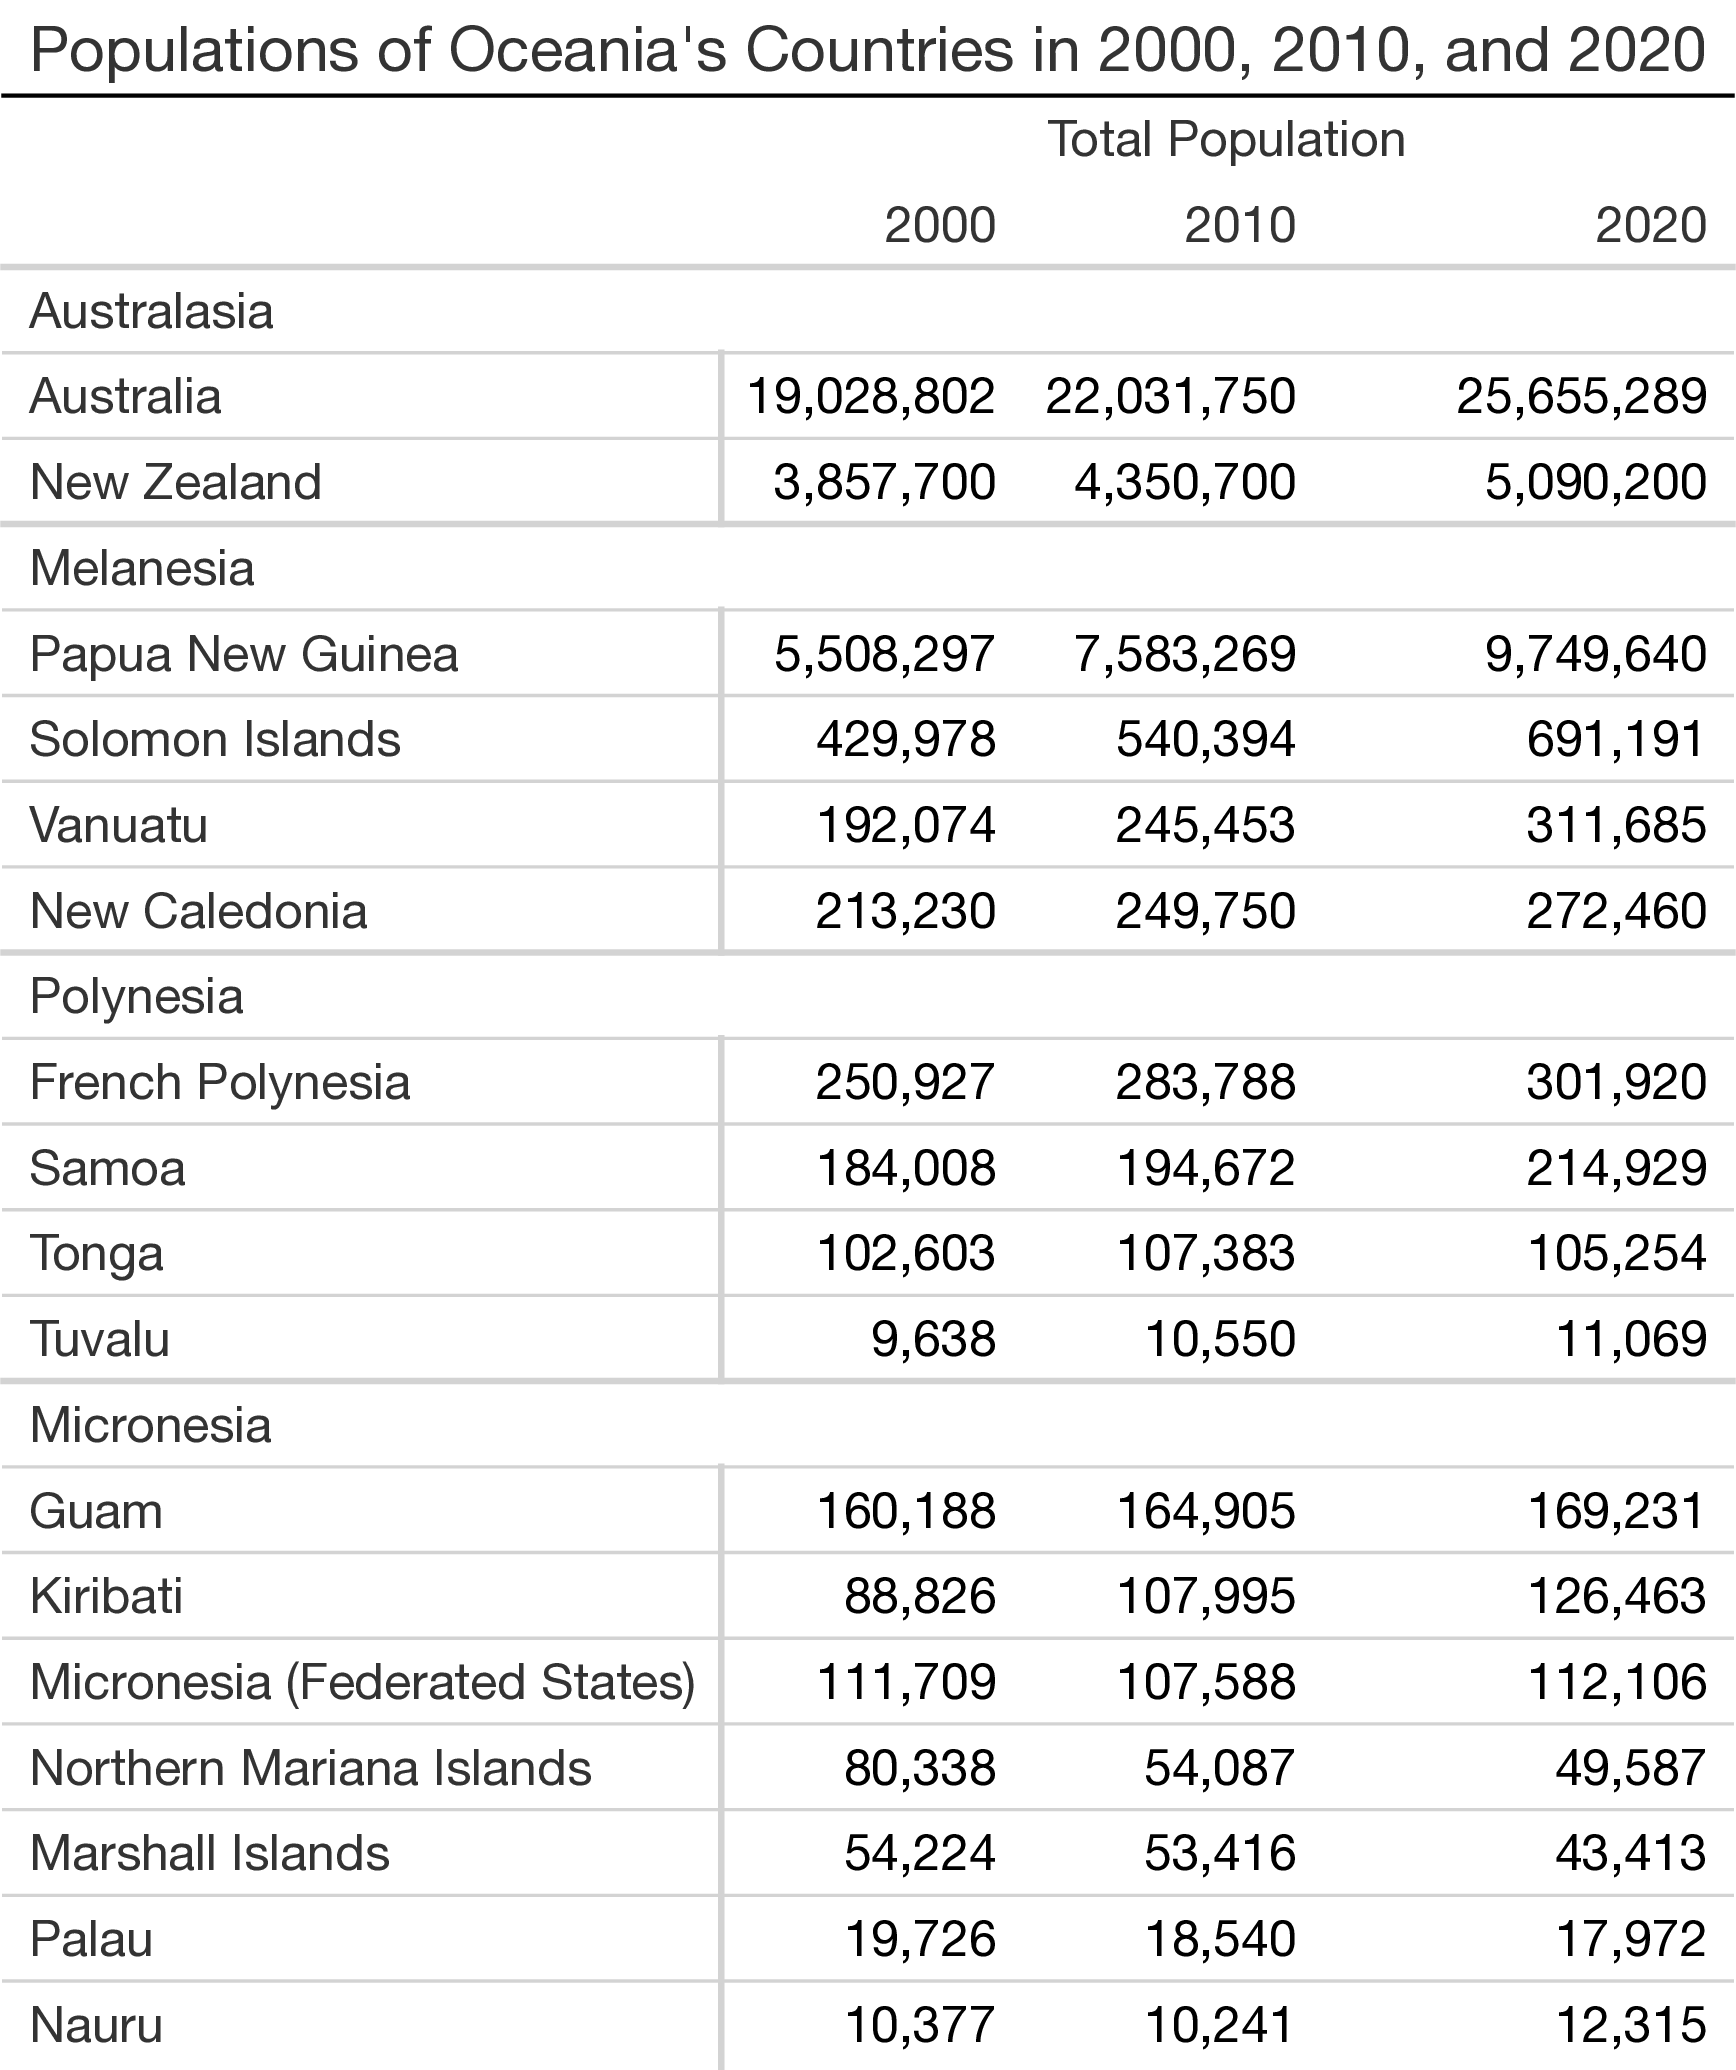 Populations of Oceania's Countries in 2000, 2010, and 2020
Total Population
2000 2010 2020
Australasia
Australia 19,028,802 22,031,750 25,655,289
New Zealand 3,857,700 4,350,700 5,090,200
Melanesia
Papua New Guinea 5,508,297 7,583,269 9,749,640
Solomon Islands 429,978 540,394 691,191
Vanuatu 192,074 245,453 311,685
New Caledonia 213,230 249,750 272,460
Polynesia
French Polynesia 250,927 283,788 301,920
Samoa 184,008 194,672 214,929
Tonga 102,603 107,383 105,254
Tuvalu 9,638 10,550 11,069
Micronesia
Guam 160,188 164,905 169,231
Kiribati 88,826 107,995 126,463
Micronesia (Federated States) 111,709 107,588 112,106
Northern Mariana Islands 80,338 54,087 49,587
Marshall Islands 54,224 53,416 43,413
Palau 19,726 18,540 17,972
Nauru 10,377 10,241 12,315